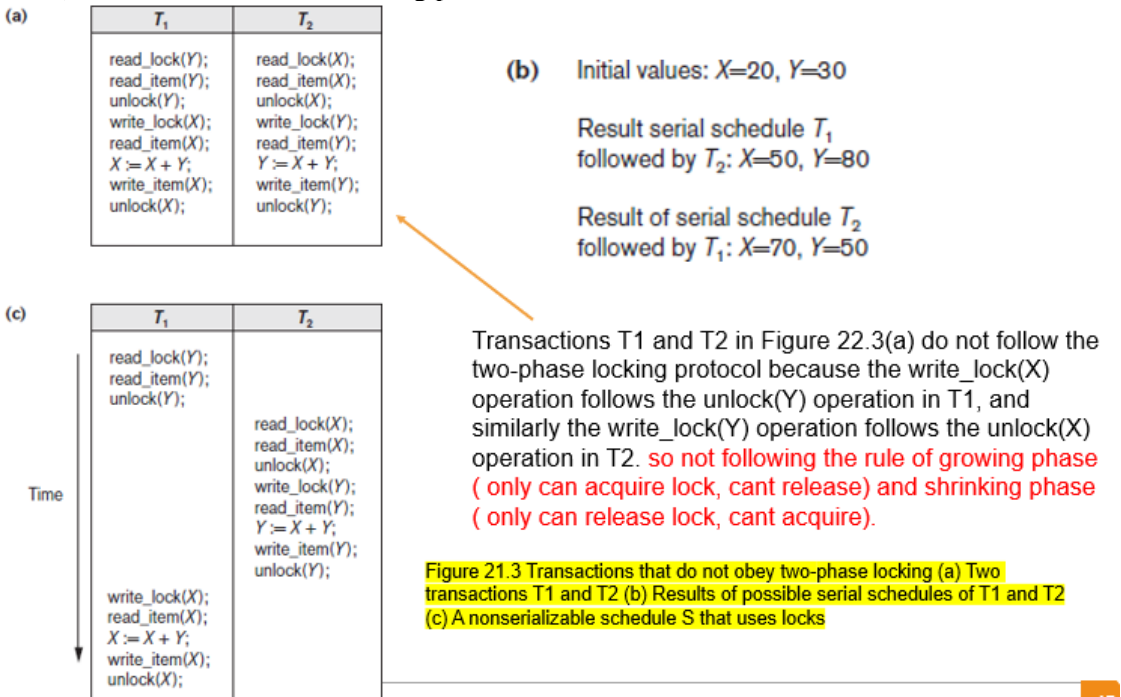 (a)
T₁ T₂
read_lock(Y); read_lock(X);
read_item(Y); read_item(X);
unlock(Y); unlock(X);
write_lock(X); write_lock(Y);
read_item(X); read_item(Y);
X := X + Y; Y := X + Y;
write_item(X); write_item(Y);
unlock(X); unlock(Y);
(b) Initial values: X=20, Y=30
Result serial schedule T₁
followed by T₂: X=50, Y=80
Result of serial schedule T₂
followed by T₁: X=70, Y=50
(c)
T₁ T₂
read_lock(Y);
read_item(Y);
unlock(Y);
read_lock(X);
read_item(X);
unlock(X);
write_lock(Y);
read_item(Y);
Y := X + Y;
write_item(Y);
unlock(Y);
write_lock(X);
read_item(X);
X := X + Y;
write_item(X);
unlock(X);
Time
Transactions T1 and T2 in Figure 22.3(a) do not follow the
two-phase locking protocol because the write_lock(X)
operation follows the unlock(Y) operation in T1, and
similarly the write_lock(Y) operation follows the unlock(X)
operation in T2. so not following the rule of growing phase
( only can acquire lock, cant release) and shrinking phase
( only can release lock, cant acquire).
Figure 21.3 Transactions that do not obey two-phase locking (a) Two
transactions T1 and T2 (b) Results of possible serial schedules of T1 and T2
(c) A nonserializable schedule S that uses locks